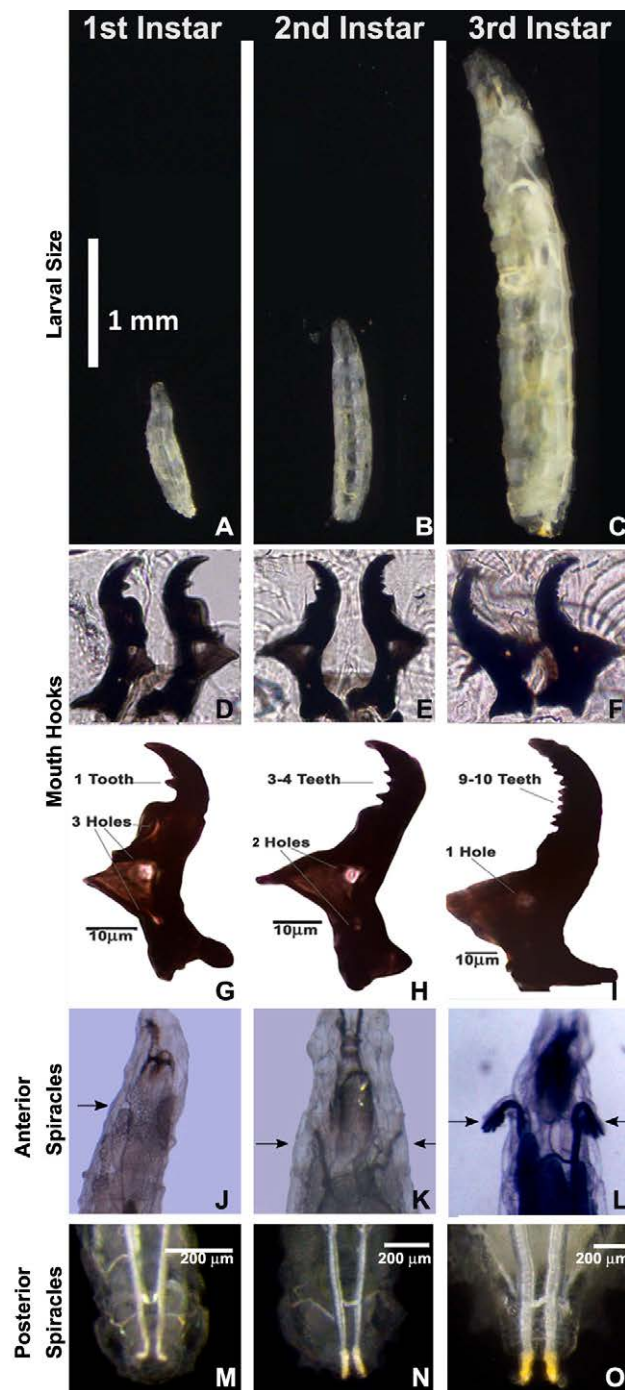 1st Instar 2nd Instar 3rd Instar
Larval Size
1 mm
A B C
Mouth Hooks
D E F
1 Tooth 3-4 Teeth 9-10 Teeth
3 Holes 2 Holes 1 Hole
10μm 10μm 10μm
G H I
Anterior
Spiracles
J K L
Posterior
Spiracles
200 μm 200 μm 200 μm
M N O